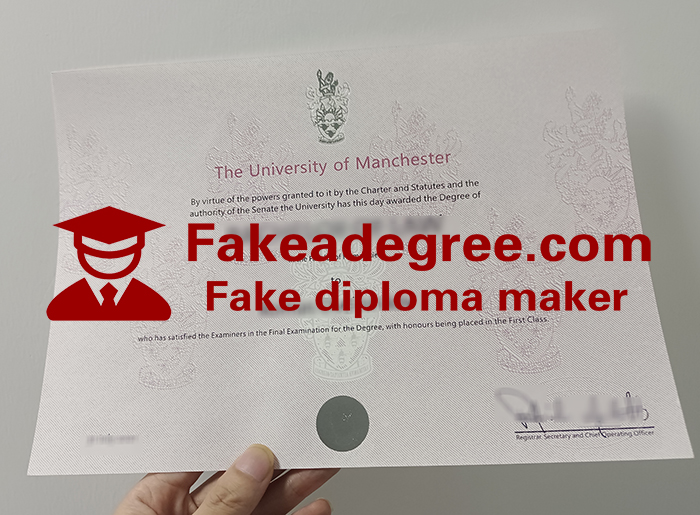 The University of Manchester
By virtue of the powers granted to it by the Charter and Statutes and the
authority of the Senate the University has this day awarded the Degree of
Fakeadegree.com
of
to
Fake diploma maker
who has satisfied the Examiners in the Final Examination for the Degree, with honours being placed in the First Class.
Registrar, Secretary and Chief Operating Officer